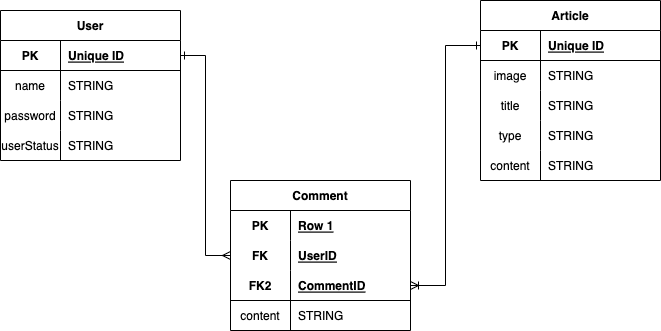 User
PK Unique ID
name STRING
password STRING
userStatus STRING
Article
PK Unique ID
image STRING
title STRING
type STRING
content STRING
Comment
PK Row 1
FK UserID
FK2 CommentID
content STRING